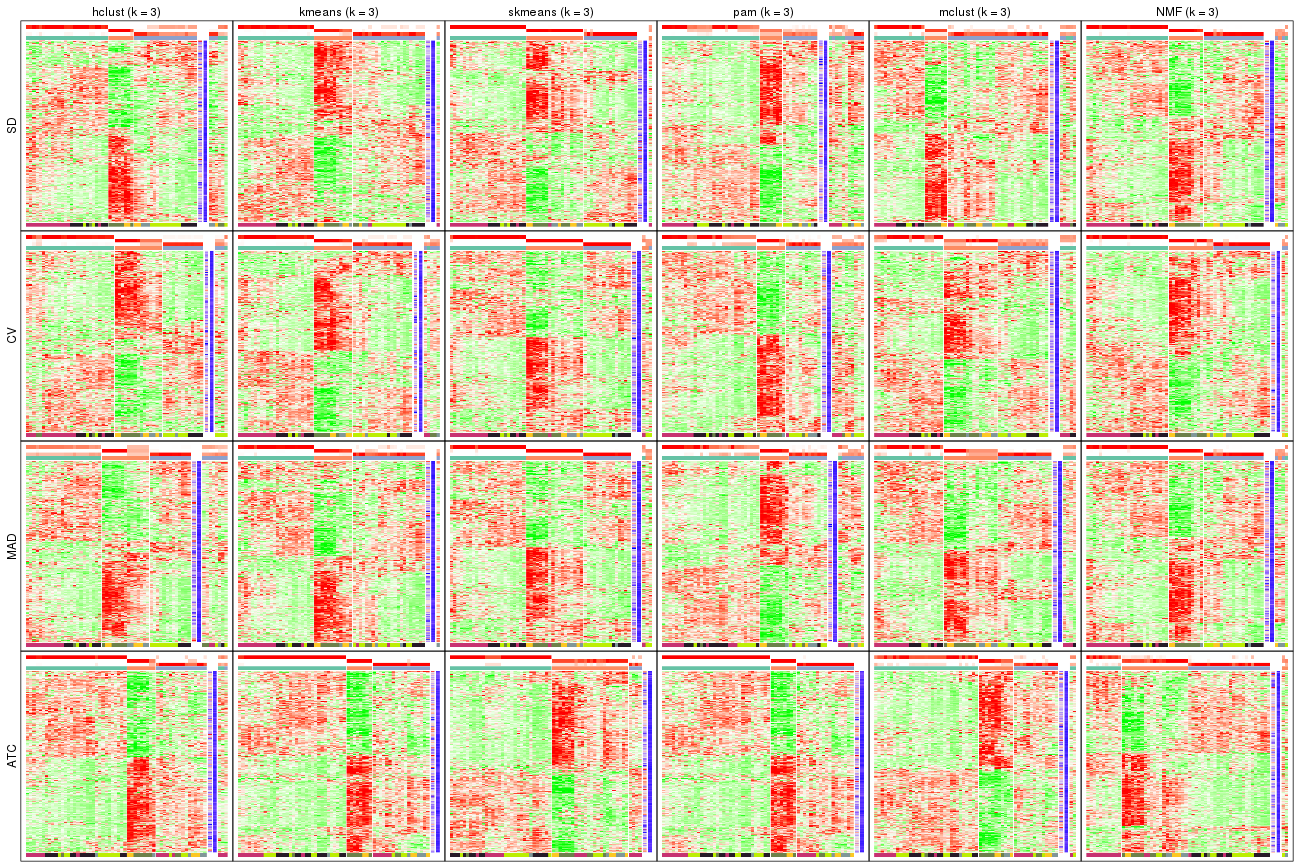 hclust (k = 3) kmeans (k = 3) skmeans (k = 3) pam (k = 3) mclust (k = 3) NMF (k = 3)
SD
CV
MAD
ATC